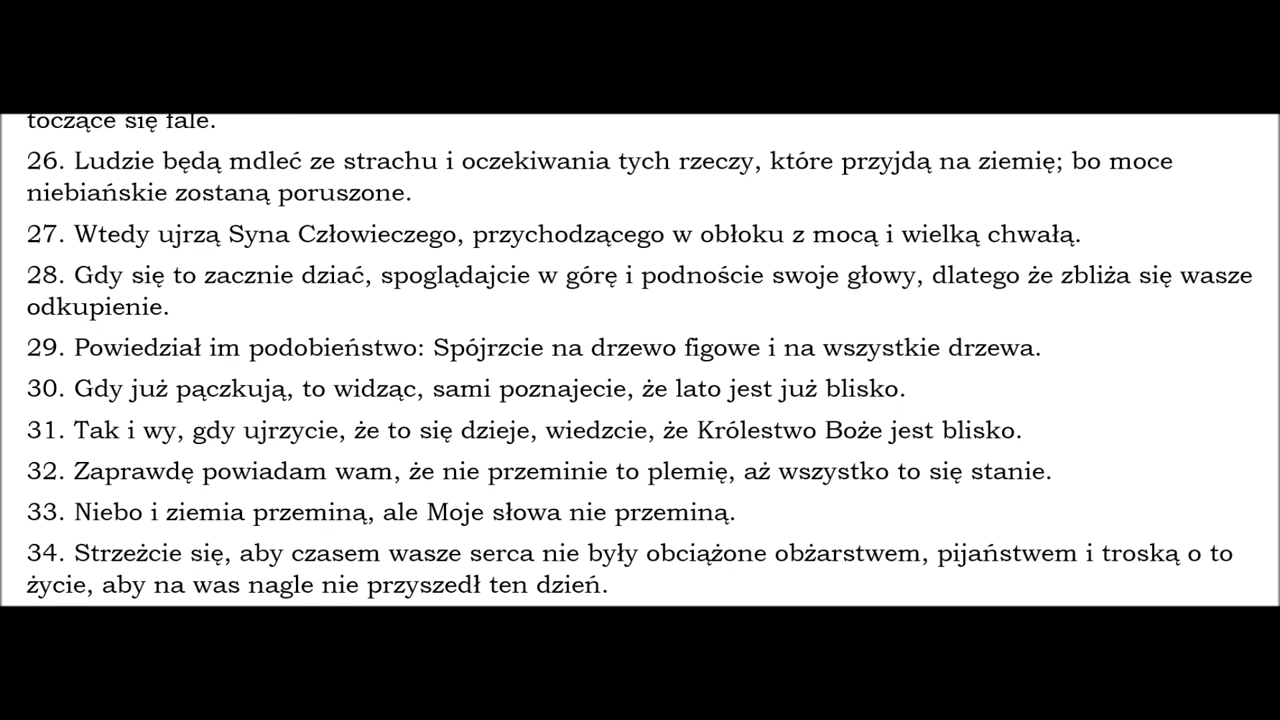 toczące się fale.
26. Ludzie będą mdleć ze strachu i oczekiwania tych rzeczy, które przyjdą na ziemię; bo moce
niebiańskie zostaną poruszone.
27. Wtedy ujrzą Syna Człowieczego, przychodzącego w obłoku z mocą i wielką chwałą.
28. Gdy się to zacznie dziać, spoglądajcie w górę i podnoście swoje głowy, dlatego że zbliża się wasze
odkupienie.
29. Powiedział im podobieństwo: Spójrzcie na drzewo figowe i na wszystkie drzewa.
30. Gdy już pączkują, to widząc, sami poznajecie, że lato jest już blisko.
31. Tak i wy, gdy ujrzycie, że to się dzieje, wiedzcie, że Królestwo Boże jest blisko.
32. Zaprawdę powiadam wam, że nie przeminie to plemię, aż wszystko to się stanie.
33. Niebo i ziemia przeminą, ale Moje słowa nie przeminą.
34. Strzeżcie się, aby czasem wasze serca nie były obciążone obżarstwem, pijaństwem i troską o to
życie, aby na was nagle nie przyszedł ten dzień.